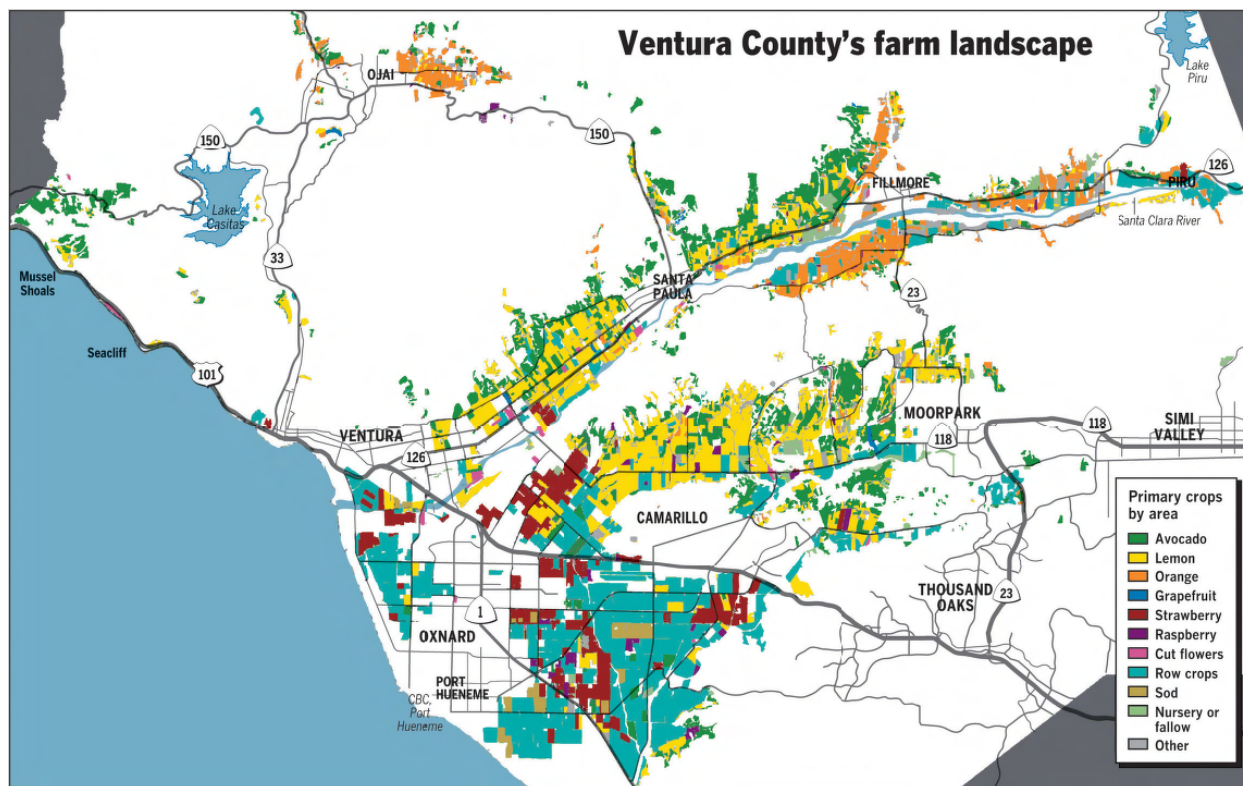 Ventura County's farm landscape
Lake
Piru
OJAI
150
150
126
FILLMORE
PIRU
Santa Clara River
Lake
Casitas
33
SANTA
PAULA
23
Mussel
Shoals
Seacliff
101
VENTURA
126
MOORPARK
118
118
SIMI
VALLEY
CAMARILLO
THOUSAND
OAKS
23
1
OXNARD
PORT
HUENEME
CBC,
Port
Hueneme
Primary crops
by area
Avocado
Lemon
Orange
Grapefruit
Strawberry
Raspberry
Cut flowers
Row crops
Sod
Nursery or
fallow
Other